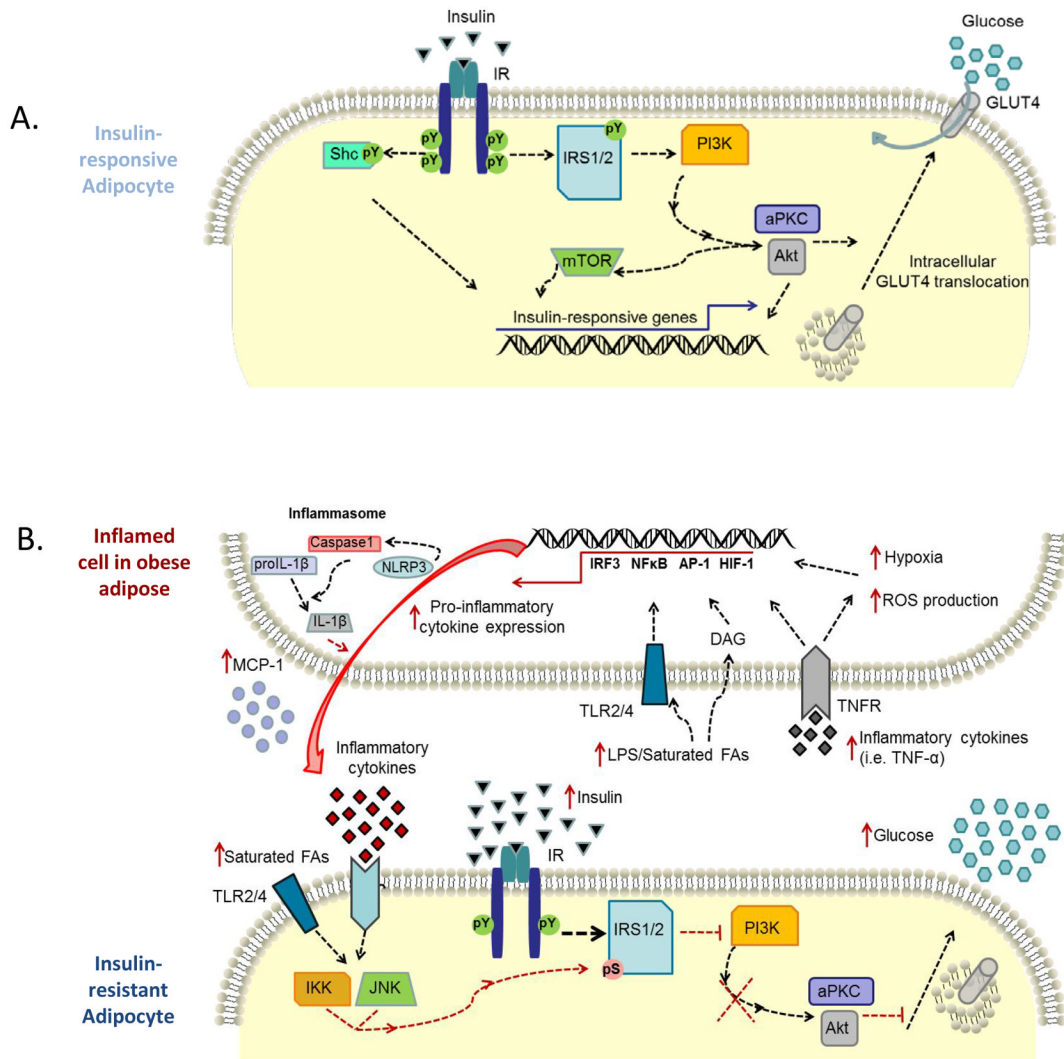 Insulin
Glucose
A.
IR
GLUT4
Insulin-
responsive
Adipocyte
pY
pY
pY
Shc
pY
pY
pY
pY
IRS1/2
PI3K
aPKC
Akt
mTOR
Intracellular
GLUT4 translocation
Insulin-responsive genes
B.
Inflamed
cell in obese
adipose
Inflammasome
Caspase1
proIL-1β
NLRP3
IL-1β
IRF3 NFκB AP-1 HIF-1
Hypoxia
ROS production
Pro-inflammatory
cytokine expression
MCP-1
DAG
TLR2/4
TNFR
LPS/Saturated FAs
Inflammatory cytokines
(i.e. TNF-α)
Inflammatory
cytokines
Insulin
Glucose
Saturated FAs
IR
TLR2/4
pY
pY
IRS1/2
PI3K
pS
Insulin-
resistant
Adipocyte
IKK
JNK
aPKC
Akt